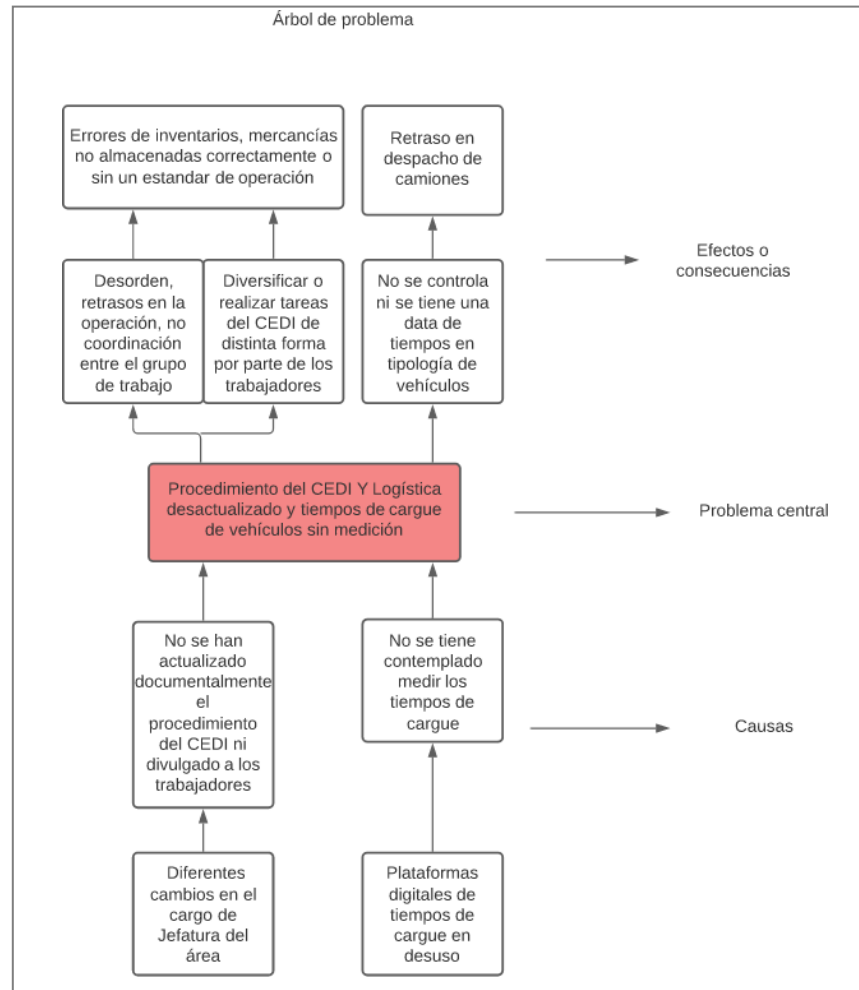 Árbol de problema
Errores de inventarios, mercancías
no almacenadas correctamente o
sin un estandar de operación
Retraso en
despacho de
camiones
Efectos o
consecuencias
Desorden,
retrasos en la
operación, no
coordinación
entre el grupo
de trabajo
Diversificar o
realizar tareas
del CEDI de
distinta forma
por parte de los
trabajadores
No se controla
ni se tiene una
data de
tiempos en
tipología de
vehículos
Procedimiento del CEDI Y Logística
desactualizado y tiempos de cargue
de vehículos sin medición
Problema central
No se han
actualizado
documentalmente
el
procedimiento
del CEDI ni
divulgado a los
trabajadores
No se tiene
contemplado
medir los
tiempos de
cargue
Causas
Diferentes
cambios en el
cargo de
Jefatura del
área
Plataformas
digitales de
tiempos de
cargue en
desuso